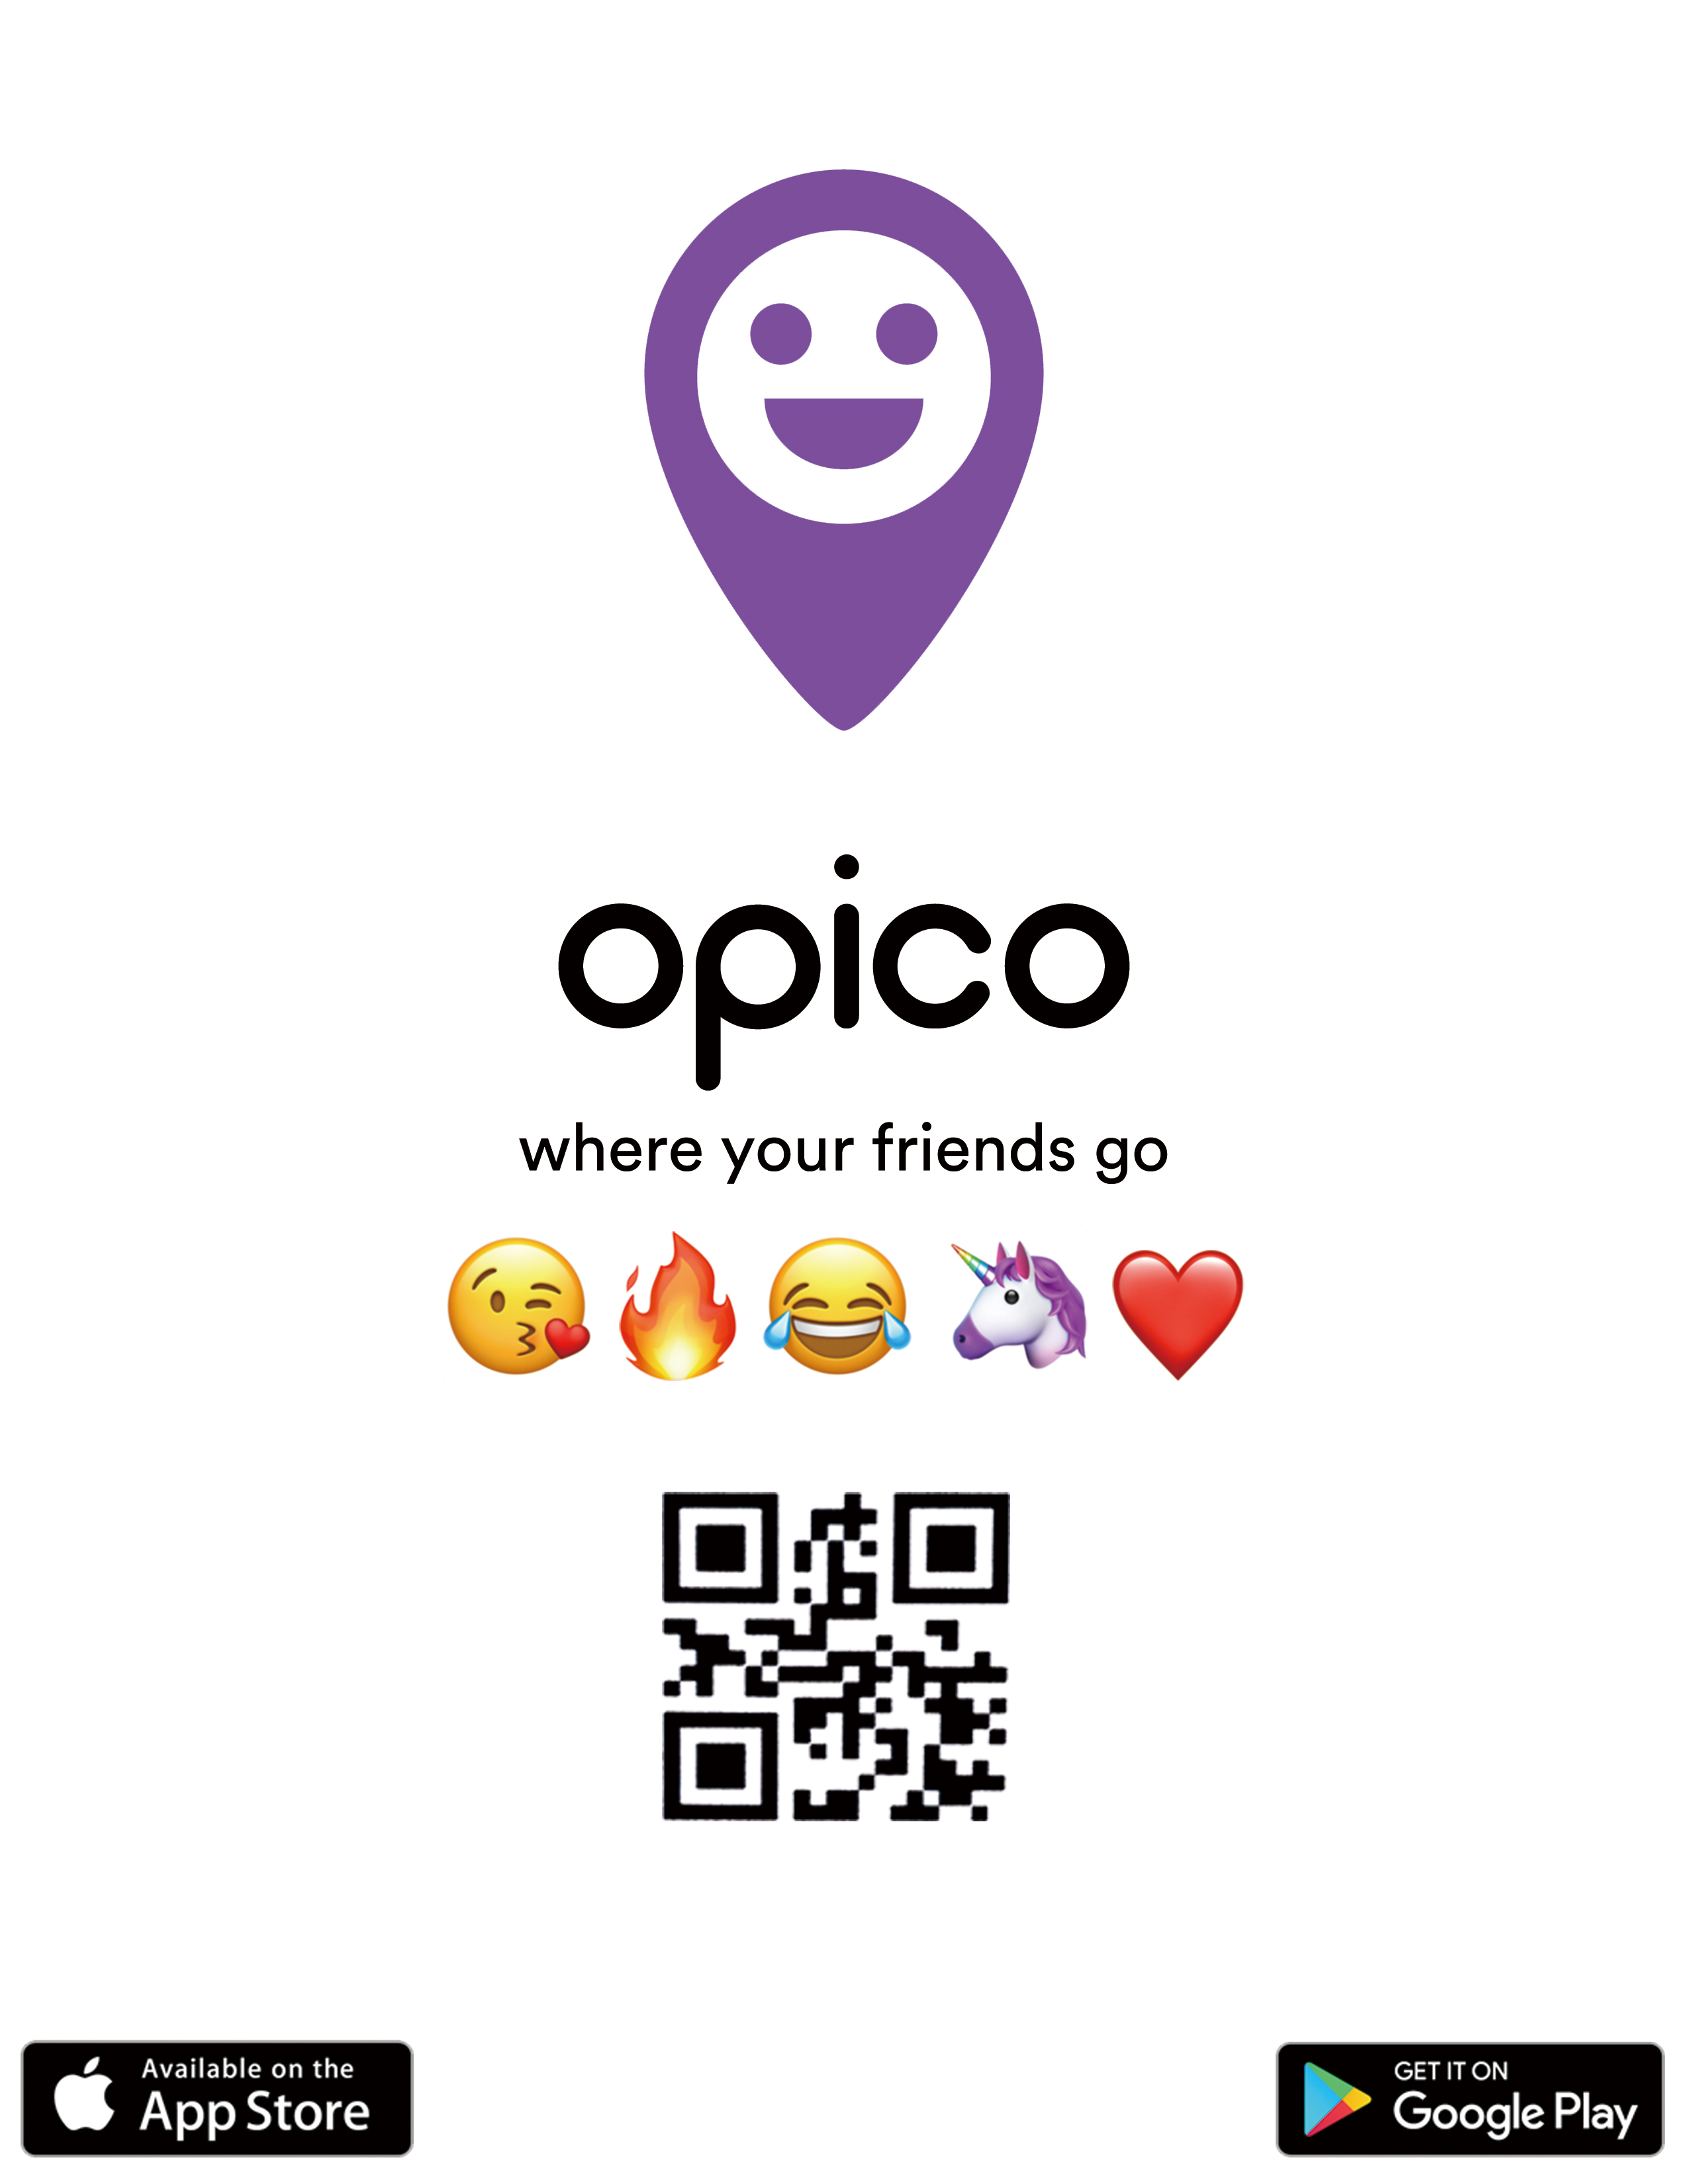 opico
where your friends go
Available on the
App Store
GET IT ON
Google Play